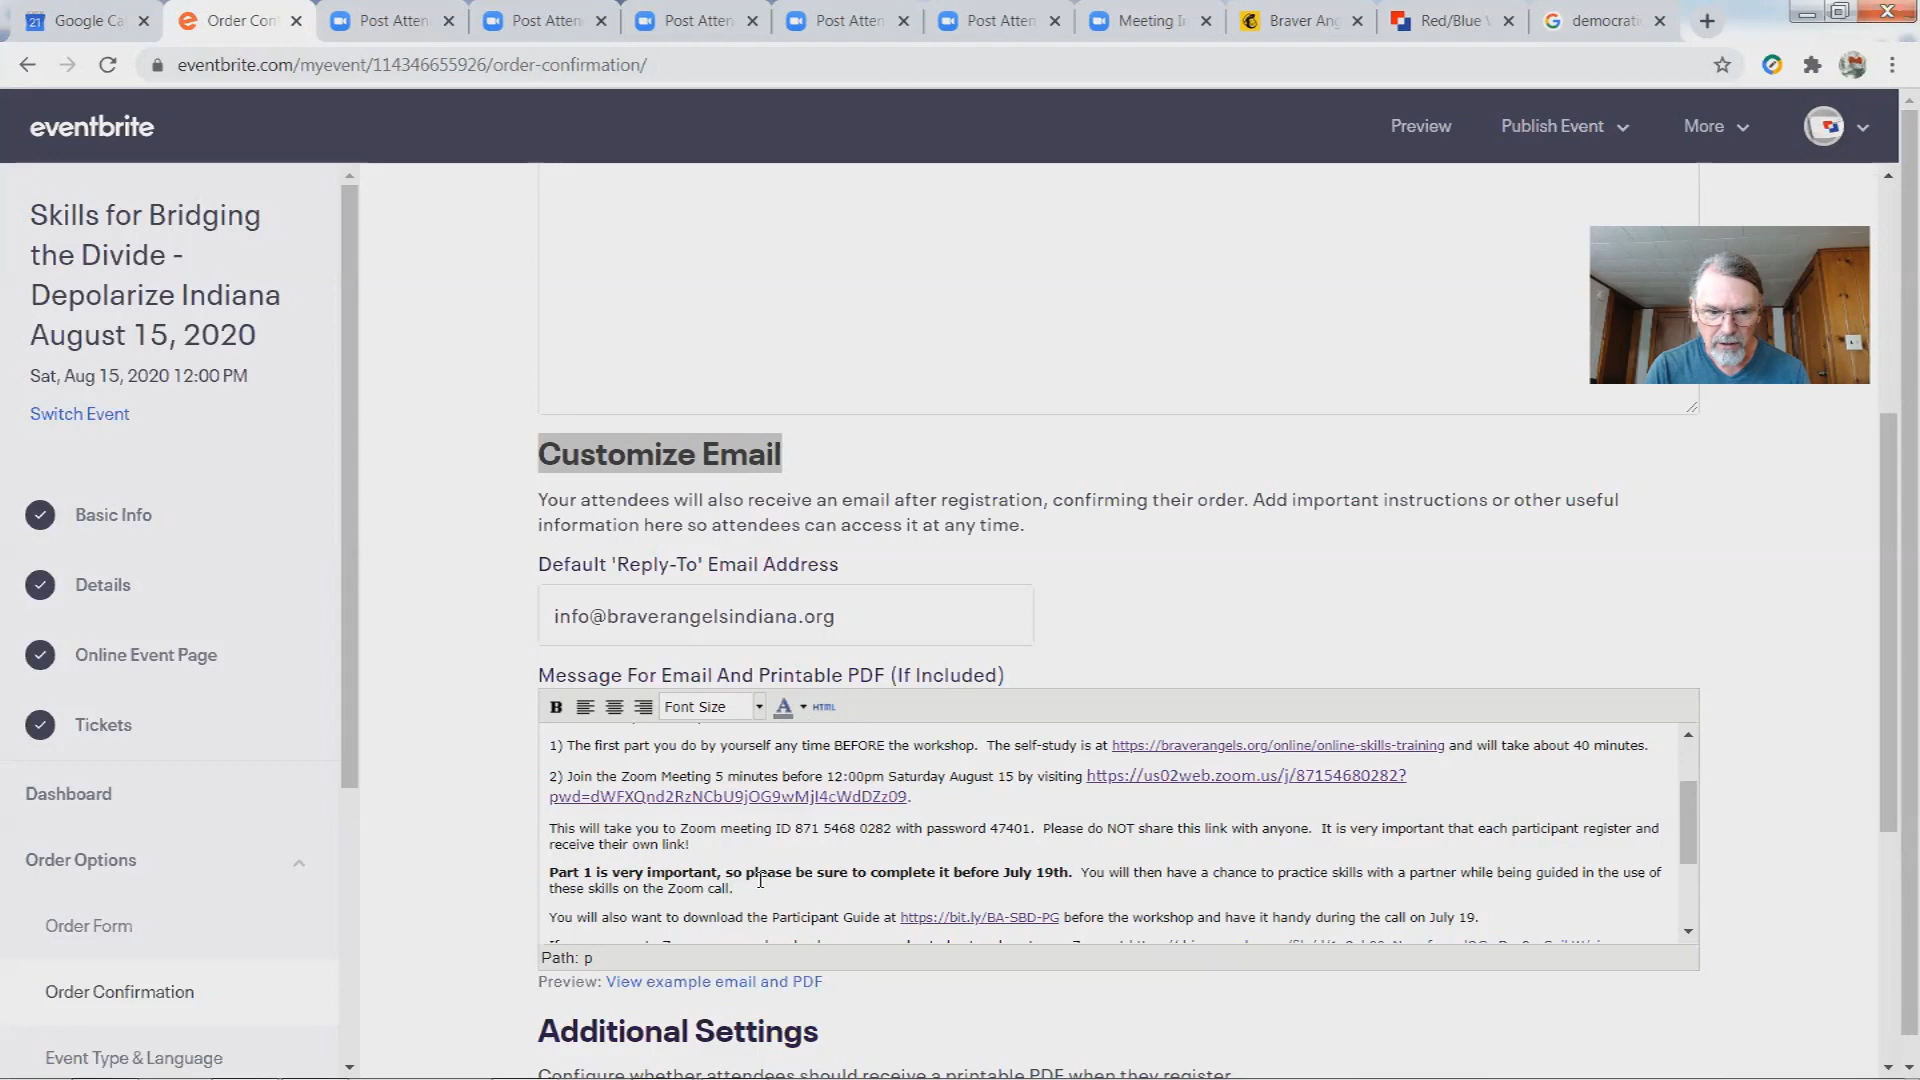 Google Ca
Order Con
Post Atten
Post Atten
Post Atten
Post Atten
Post Atten
Meeting I
Braver An
Red/Blue
democrati
eventbrite.com/myevent/114346655926/order-confirmation/
eventbrite
Preview
Publish Event
More
Skills for Bridging
the Divide -
Depolarize Indiana
August 15, 2020
Sat, Aug 15, 2020 12:00 PM
Switch Event
Basic Info
Details
Online Event Page
Tickets
Dashboard
Order Options
Order Form
Order Confirmation
Event Type & Language
Customize Email
Your attendees will also receive an email after registration, confirming their order. Add important instructions or other useful
information here so attendees can access it at any time.
Default 'Reply-To' Email Address
info@braverangelsindiana.org
Message For Email And Printable PDF (If Included)
B
Font Size
A
HTML
1) The first part you do by yourself any time BEFORE the workshop. The self-study is at https://braverangels.org/online/online-skills-training and will take about 40 minutes.
2) Join the Zoom Meeting 5 minutes before 12:00pm Saturday August 15 by visiting https://us02web.zoom.us/j/87154680282?
pwd=dWFXQnd2RzNCbU9jOG9wMjI4cWdDZz09.
This will take you to Zoom meeting ID 871 5468 0282 with password 47401. Please do NOT share this link with anyone. It is very important that each participant register and
receive their own link!
Part 1 is very important, so please be sure to complete it before July 19th. You will then have a chance to practice skills with a partner while being guided in the use of
these skills on the Zoom call.
You will also want to download the Participant Guide at https://bit.ly/BA-SBD-PG before the workshop and have it handy during the call on July 19.
Path: p
Preview: View example email and PDF
Additional Settings
Configure whether attendees should receive a printable PDF when they register